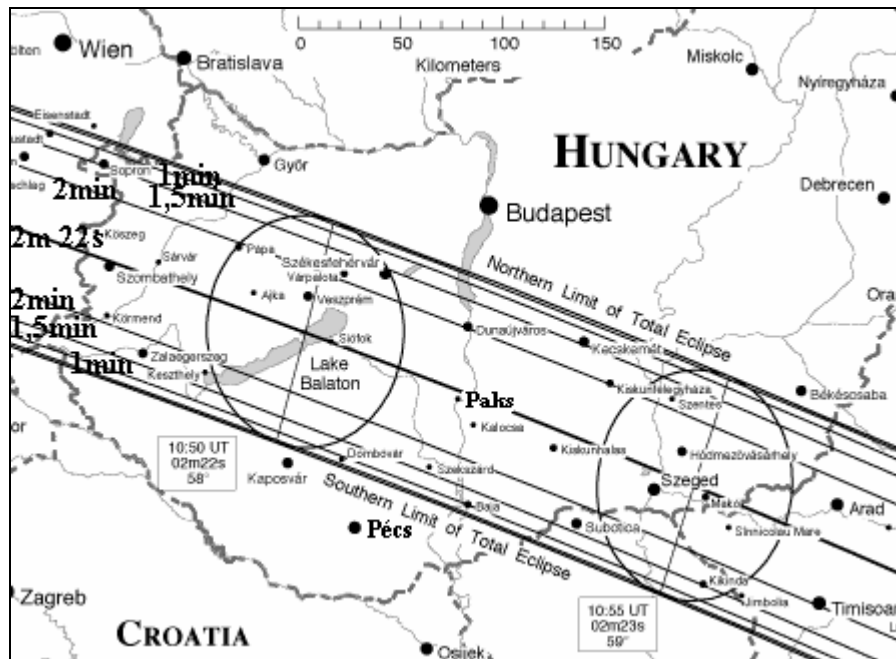 0 50 100 150
Kilometers
Wien
Bratislava
Miskolc
Nyíregyháza
Eisenstadt
ustadt
Győr
HUNGARY
Sopron
1min
1,5min
2min
Debrecen
Budapest
Kőszeg
2m 22s
Pápa
Székesfehérvár
Várpalota
Northern Limit of Total Eclipse
Sárvár
Szombathely
Ajka
Veszprém
2min
Körmend
1,5min
Siófok
Dunaújváros
Kecskemét
Zalaegerszeg
1min
Keszthely
Lake
Balaton
Kiskunfélegyháza
Szentes
Békéscsaba
Paks
Kalocsa
Kiskunhalas
Hódmezővásárhely
10:50 UT
02m22s
58°
Dombóvár
Kaposvár
Szekszárd
Szeged
Makó
Arad
Southern Limit of Total Eclipse
Baja
Subotica
Sînnicolau Mare
Pécs
Kikinda
Jimbolia
Zagreb
10:55 UT
02m23s
59°
Timisoar
CROATIA
Osijek